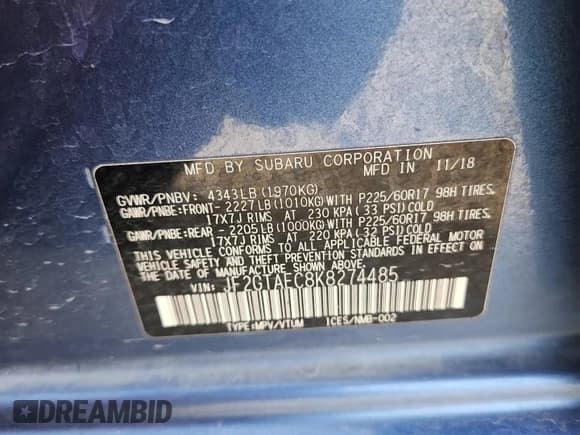 MFD BY SUBARU CORPORATION MFD IN 11/18
GVWR/PNBV: 4343LB(1970KG)
GAWR/PNBE:FRONT-2227LB(1010KG)WITH P225/60R17 98H TIRES,
17X7J RIMS AT 230 KPA(33 PSI)COLD
GAWR/PNBE:REAR -2205LB(1000KG)WITH P225/60R17 98H TIRES,
17X7J RIMS AT 220 KPA(32 PSI)COLD
THIS VEHICLE CONFORMS TO ALL APPLICABLE FEDERAL MOTOR
VEHICLE SAFETY AND BUMPER STANDARDS IN EFFECT ON
THE DATE OF MANUFACTURE SHOWN ABOVE.
VIN: JF2GTAEC8K8274485
TYPE:MPV/VTUM ICES/NMB-002
DREAMBID